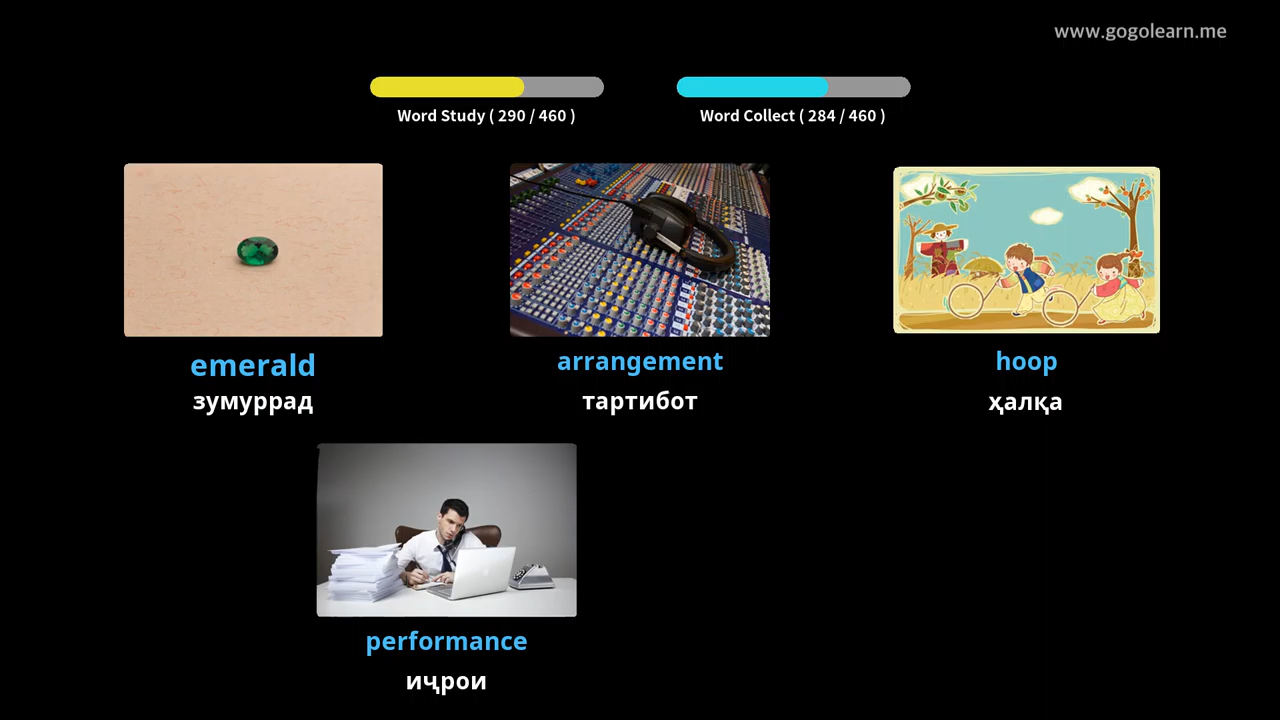 www.gogolearn.me
Word Study ( 290 / 460 )
Word Collect ( 284 / 460 )
emerald
зумуррад
arrangement
тартибот
hoop
ҳалқа
performance
иҷрои